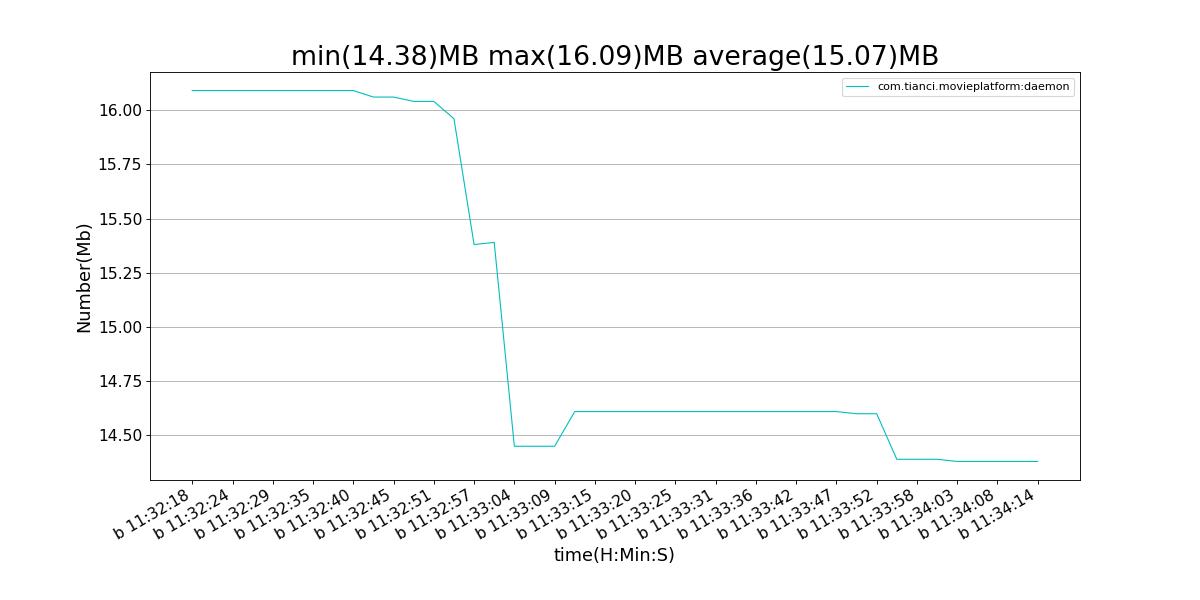 min(14.38)MB max(16.09)MB average(15.07)MB
com.tianci.movieplatform:daemon
Number(Mb)
16.00
15.75
15.50
15.25
15.00
14.75
14.50
b 11:32:18
b 11:32:24
b 11:32:29
b 11:32:35
b 11:32:40
b 11:32:45
b 11:32:51
b 11:32:57
b 11:33:04
b 11:33:09
b 11:33:15
b 11:33:20
b 11:33:25
b 11:33:31
b 11:33:36
b 11:33:42
b 11:33:47
b 11:33:52
b 11:33:58
b 11:34:03
b 11:34:08
b 11:34:14
time(H:Min:S)